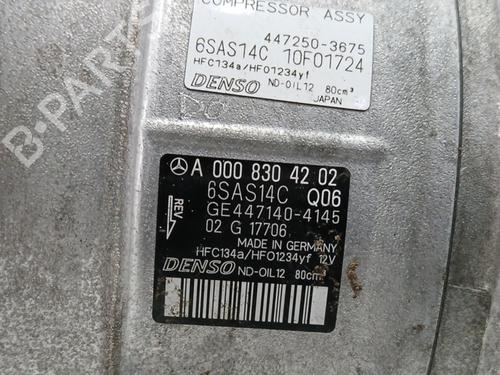 COMPRESSOR ASSY
447250-3675
6SAS14C 10F01724
HFC134a/HFO1234yf
DENSO ND-OIL12 80cm³
JAPAN
A 000 830 42 02
6SAS14C Q06
REV
GE447140-4145
02 G 17706
MADE IN GERMANY
HFC134a/HFO1234yf 12V
DENSO ND-OIL12 80cm³